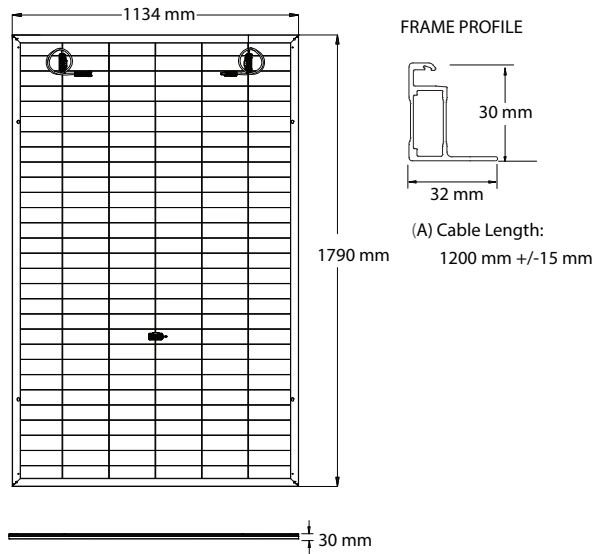 1134 mm
FRAME PROFILE
30 mm
32 mm
(A) Cable Length:
1200 mm +/-15 mm
1790 mm
30 mm